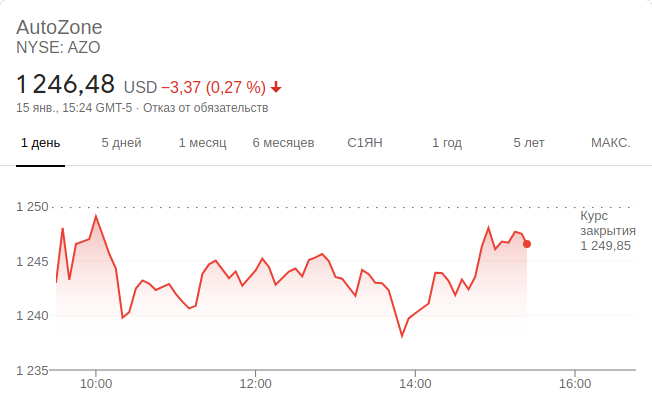 AutoZone
NYSE: AZO
1 246,48 USD −3,37 (0,27 %)
15 янв., 15:24 GMT-5 · Отказ от обязательств
1 день 5 дней 1 месяц 6 месяцев С1ЯН 1 год 5 лет МАКС.
1 250
Курс
закрытия
1 249,85
1 245
1 240
1 235
10:00 12:00 14:00 16:00